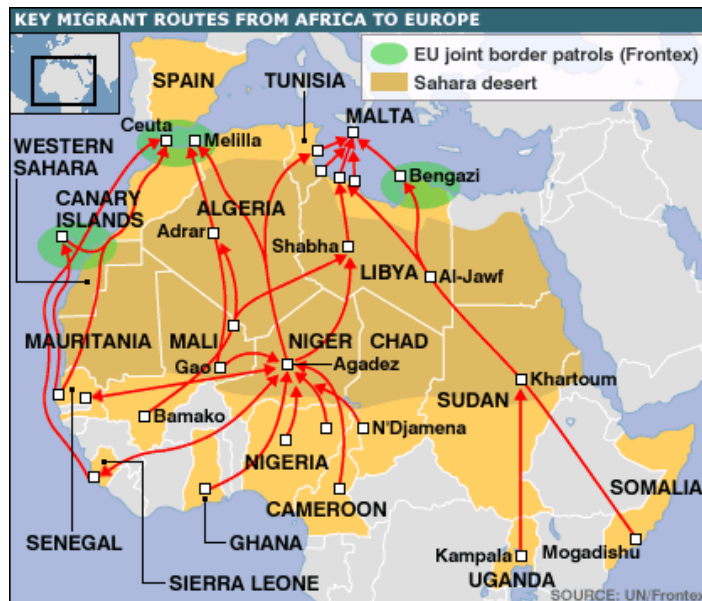 KEY MIGRANT ROUTES FROM AFRICA TO EUROPE
EU joint border patrols (Frontex)
Sahara desert
SPAIN
TUNISIA
MALTA
Ceuta
Melilla
WESTERN
SAHARA
Bengazi
CANARY
ISLANDS
ALGERIA
Adrar
Shabha
LIBYA
Al-Jawf
MAURITANIA
MALI
NIGER
CHAD
Gao
Agadez
Khartoum
SUDAN
Bamako
N'Djamena
NIGERIA
SOMALIA
CAMEROON
SENEGAL
GHANA
Kampala
Mogadishu
SIERRA LEONE
UGANDA
SOURCE: UN/Frontex